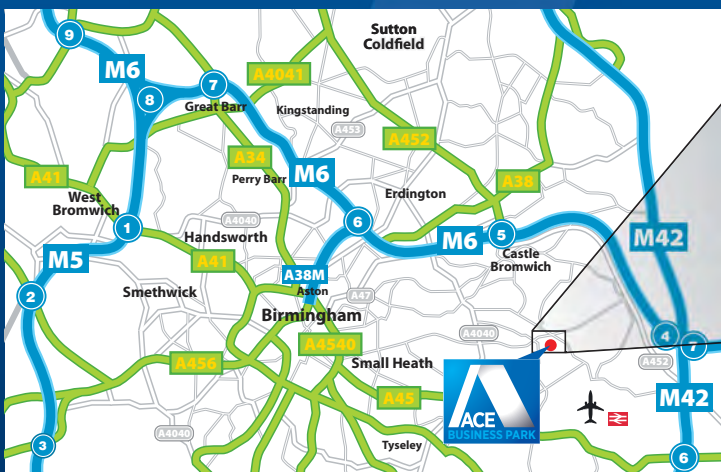 Sutton
Coldfield
9
M6
8
7
A4041
Great Barr
Kingstanding
A453
A452
A34
Perry Barr
M6
A41
West
Bromwich
Erdington
A38
1
A4040
Handsworth
6
5
M6
Castle
Bromwich
M42
M5
A41
A38M
Aston
A47
2
Smethwick
Birmingham
A4040
4
7
A4540
A456
Small Heath
A452
A45
ACE
BUSINESS PARK
M42
A4040
Tyseley
3
6